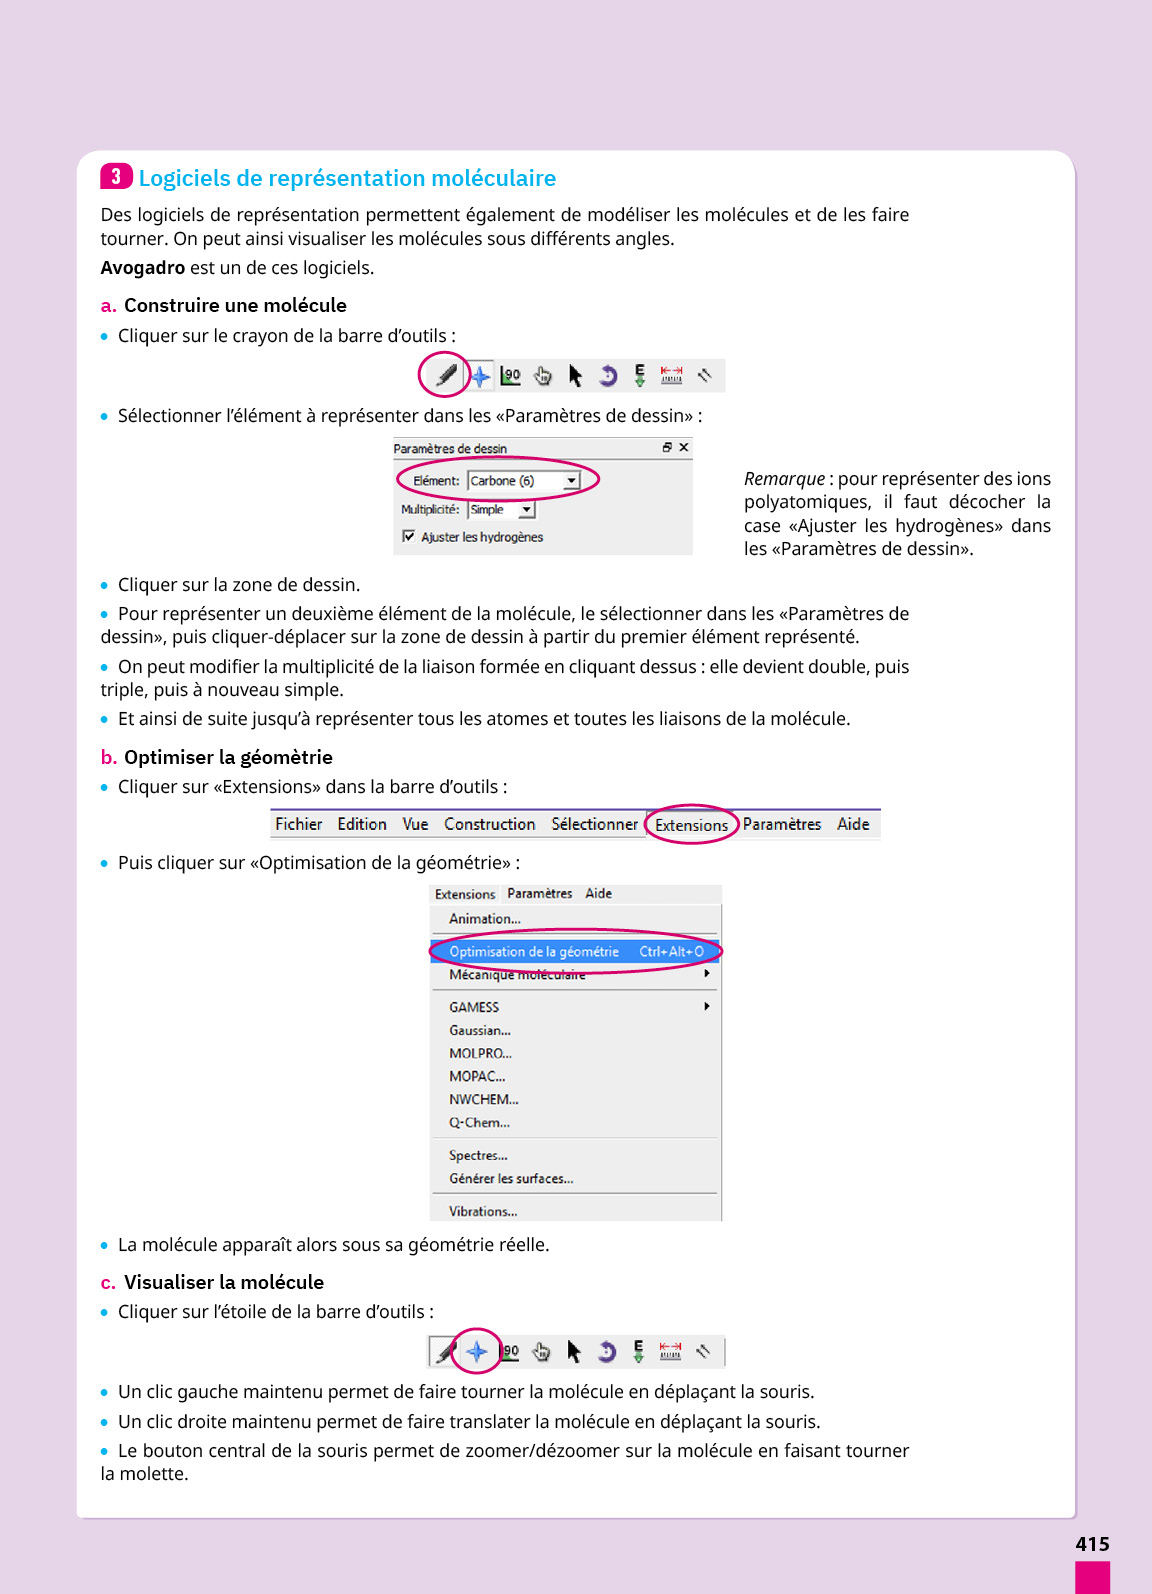 3 Logiciels de représentation moléculaire
Des logiciels de représentation permettent également de modéliser les molécules et de les faire
tourner. On peut ainsi visualiser les molécules sous différents angles.
Avogadro est un de ces logiciels.
a. Construire une molécule
• Cliquer sur le crayon de la barre d’outils :
90 E
• Sélectionner l’élément à représenter dans les «Paramètres de dessin» :
Paramètres de dessin
Elément: Carbone (6)
Multiplicité: Simple
Ajuster les hydrogènes
Remarque : pour représenter des ions
polyatomiques, il faut décocher la
case «Ajuster les hydrogènes» dans
les «Paramètres de dessin».
• Cliquer sur la zone de dessin.
• Pour représenter un deuxième élément de la molécule, le sélectionner dans les «Paramètres de
dessin», puis cliquer-déplacer sur la zone de dessin à partir du premier élément représenté.
• On peut modifier la multiplicité de la liaison formée en cliquant dessus : elle devient double, puis
triple, puis à nouveau simple.
• Et ainsi de suite jusqu’à représenter tous les atomes et toutes les liaisons de la molécule.
b. Optimiser la géomètrie
• Cliquer sur «Extensions» dans la barre d’outils :
Fichier Edition Vue Construction Sélectionner Extensions Paramètres Aide
• Puis cliquer sur «Optimisation de la géométrie» :
Extensions Paramètres Aide
Animation...
Optimisation de la géométrie Ctrl+Alt+O
Mécanique moléculaire
GAMESS
Gaussian...
MOLPRO...
MOPAC...
NWCHEM...
Q-Chem...
Spectres...
Générer les surfaces...
Vibrations...
• La molécule apparaît alors sous sa géométrie réelle.
c. Visualiser la molécule
• Cliquer sur l’étoile de la barre d’outils :
90 E
• Un clic gauche maintenu permet de faire tourner la molécule en déplaçant la souris.
• Un clic droite maintenu permet de faire translater la molécule en déplaçant la souris.
• Le bouton central de la souris permet de zoomer/dézoomer sur la molécule en faisant tourner
la molette.
415